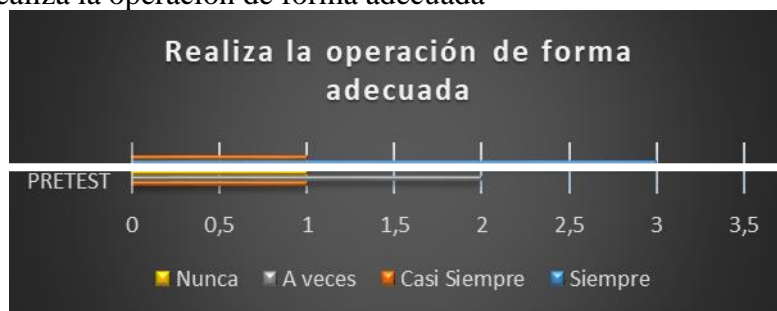 Realiza la operación de forma
adecuada
PRETEST
0 0,5 1 1,5 2 2,5 3 3,5
Nunca A veces Casi Siempre Siempre